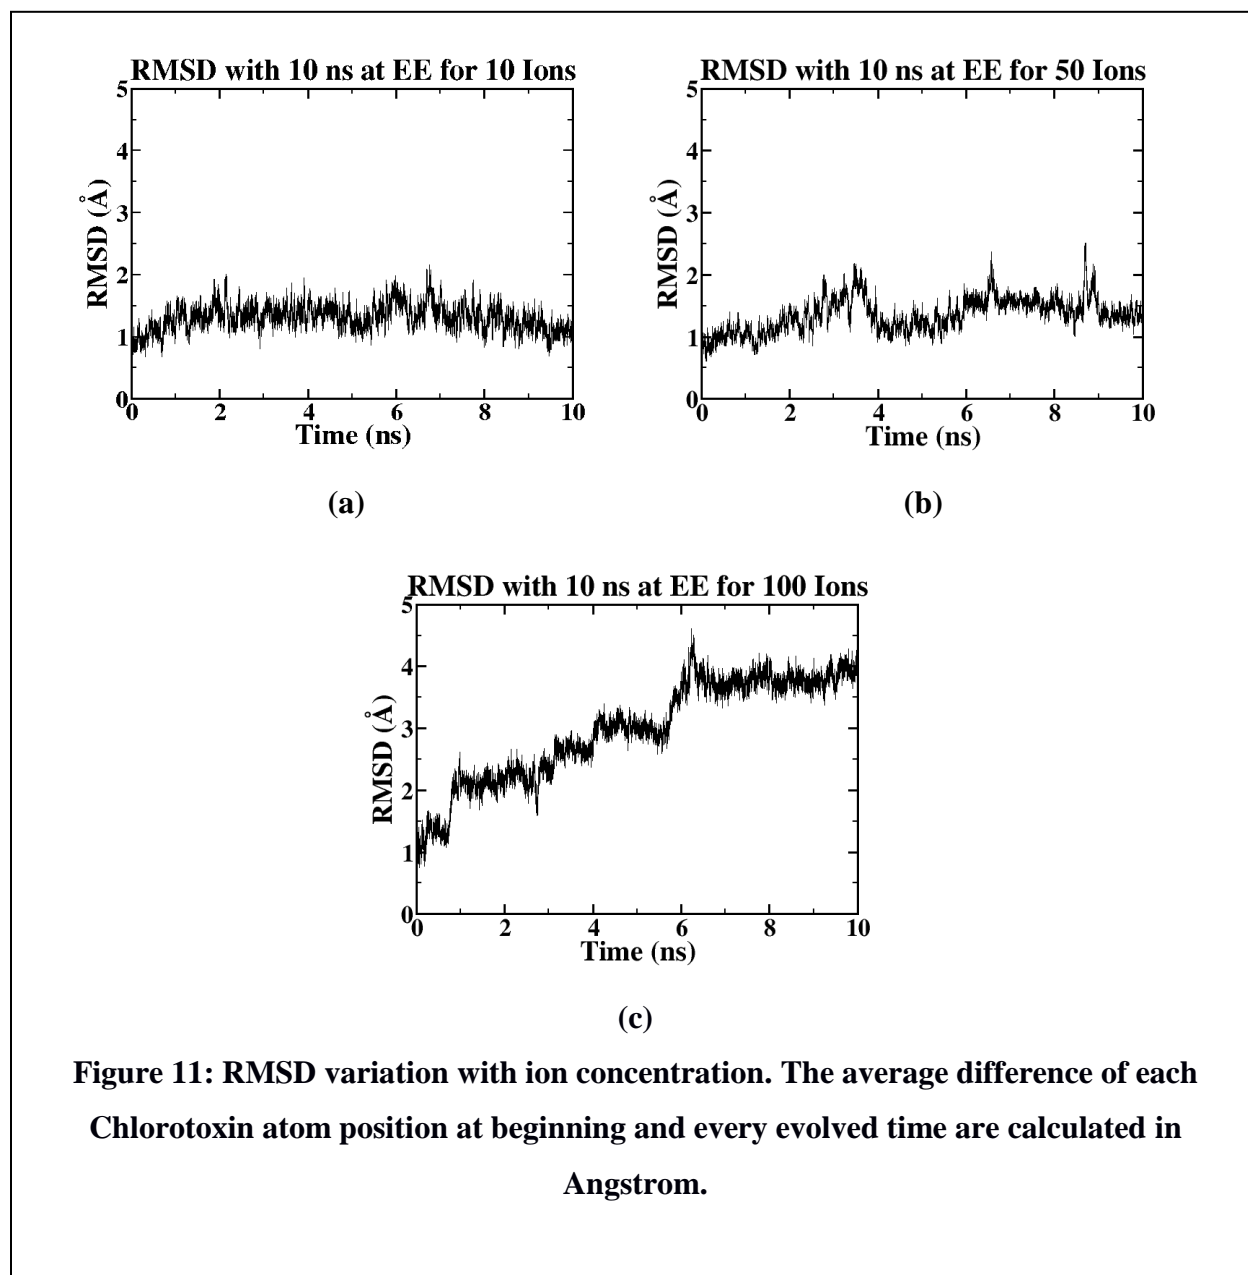 RMSD with 10 ns at EE for 10 Ions
5
4
3
2
1
0
RMSD (Å)
0 2 4 6 8 10
Time (ns)
(a)
RMSD with 10 ns at EE for 50 Ions
5
4
3
2
1
0
RMSD (Å)
0 2 4 6 8 10
Time (ns)
(b)
RMSD with 10 ns at EE for 100 Ions
5
4
3
2
1
0
RMSD (Å)
0 2 4 6 8 10
Time (ns)
(c)
Figure 11: RMSD variation with ion concentration. The average difference of each
Chlorotoxin atom position at beginning and every evolved time are calculated in
Angstrom.